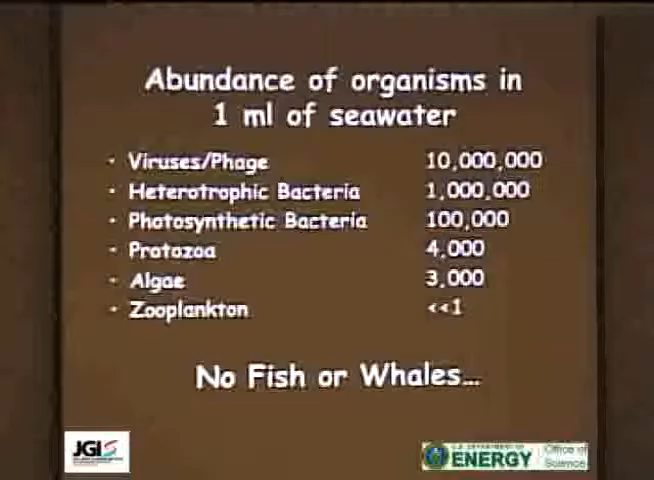 Abundance of organisms in
1 ml of seawater
· Viruses/Phage 10,000,000
· Heterotrophic Bacteria 1,000,000
· Photosynthetic Bacteria 100,000
· Protozoa 4,000
· Algae 3,000
· Zooplankton <<1
No Fish or Whales...
JGI
U.S. DEPARTMENT OF
ENERGY
Office of
Science